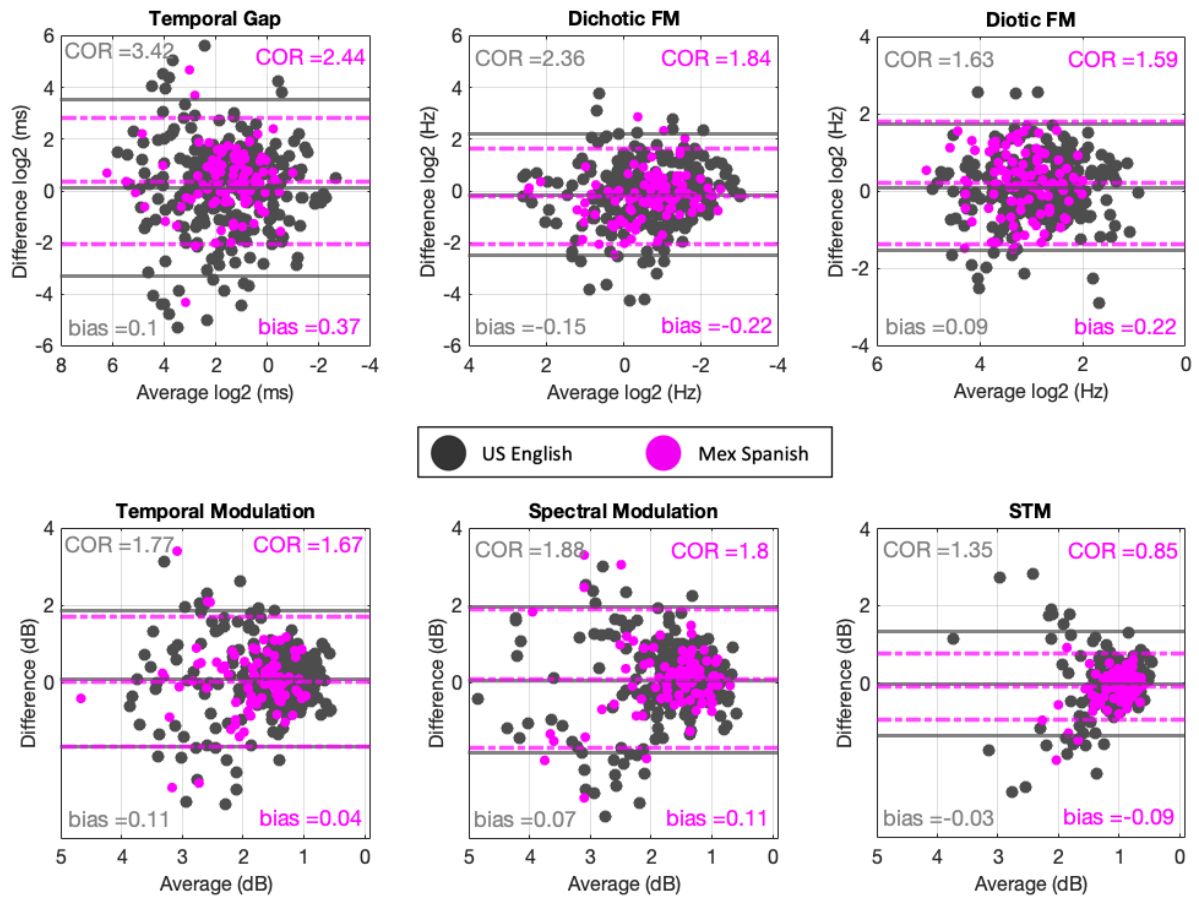 Temporal Gap
COR =3.42
COR =2.44
bias =0.1
bias =0.37
6
4
2
0
-2
-4
-6
8 6 4 2 0 -2 -4
Difference log2 (ms)
Average log2 (ms)
Dichotic FM
COR =2.36
COR =1.84
bias =-0.15
bias =-0.22
6
4
2
0
-2
-4
-6
4 2 0 -2 -4
Difference log2 (Hz)
Average log2 (Hz)
Diotic FM
COR =1.63
COR =1.59
bias =0.09
bias =0.22
4
2
0
-2
-4
6 4 2 0
Difference log2 (Hz)
Average log2 (Hz)
US English
Mex Spanish
Temporal Modulation
COR =1.77
COR =1.67
bias =0.11
bias =0.04
4
2
0
5 4 3 2 1 0
Difference (dB)
Average (dB)
Spectral Modulation
COR =1.88
COR =1.8
bias =0.07
bias =0.11
4
2
0
5 4 3 2 1 0
Difference (dB)
Average (dB)
STM
COR =1.35
COR =0.85
bias =-0.03
bias =-0.09
4
2
0
5 4 3 2 1 0
Difference (dB)
Average (dB)